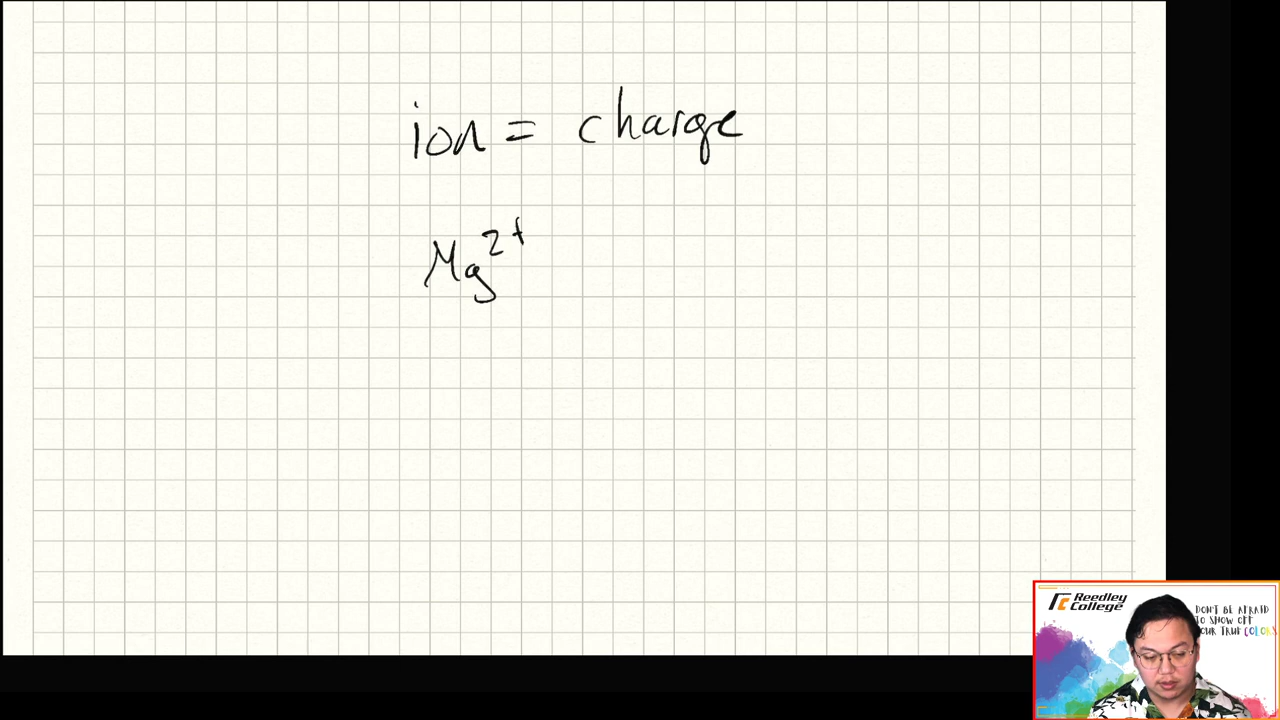 ion = charge
Mg²⁺
Reedley
College
DON'T BE AFRAID
TO SHOW OFF
YOUR TRUE COLORS